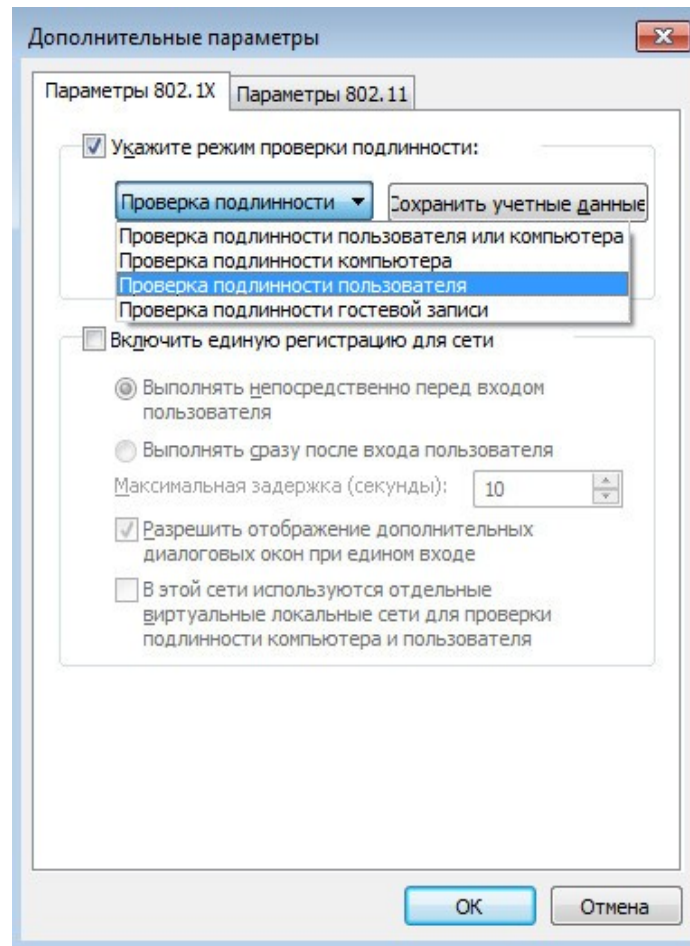 Дополнительные параметры
Параметры 802.1X
Параметры 802.11
Укажите режим проверки подлинности:
Проверка подлинности
Сохранить учетные данные
Проверка подлинности пользователя или компьютера
Проверка подлинности компьютера
Проверка подлинности пользователя
Проверка подлинности гостевой записи
Включить единую регистрацию для сети
Выполнять непосредственно перед входом
пользователя
Выполнять сразу после входа пользователя
Максимальная задержка (секунды):
10
Разрешить отображение дополнительных
диалоговых окон при едином входе
В этой сети используются отдельные
виртуальные локальные сети для проверки
подлинности компьютера и пользователя
ОК
Отмена